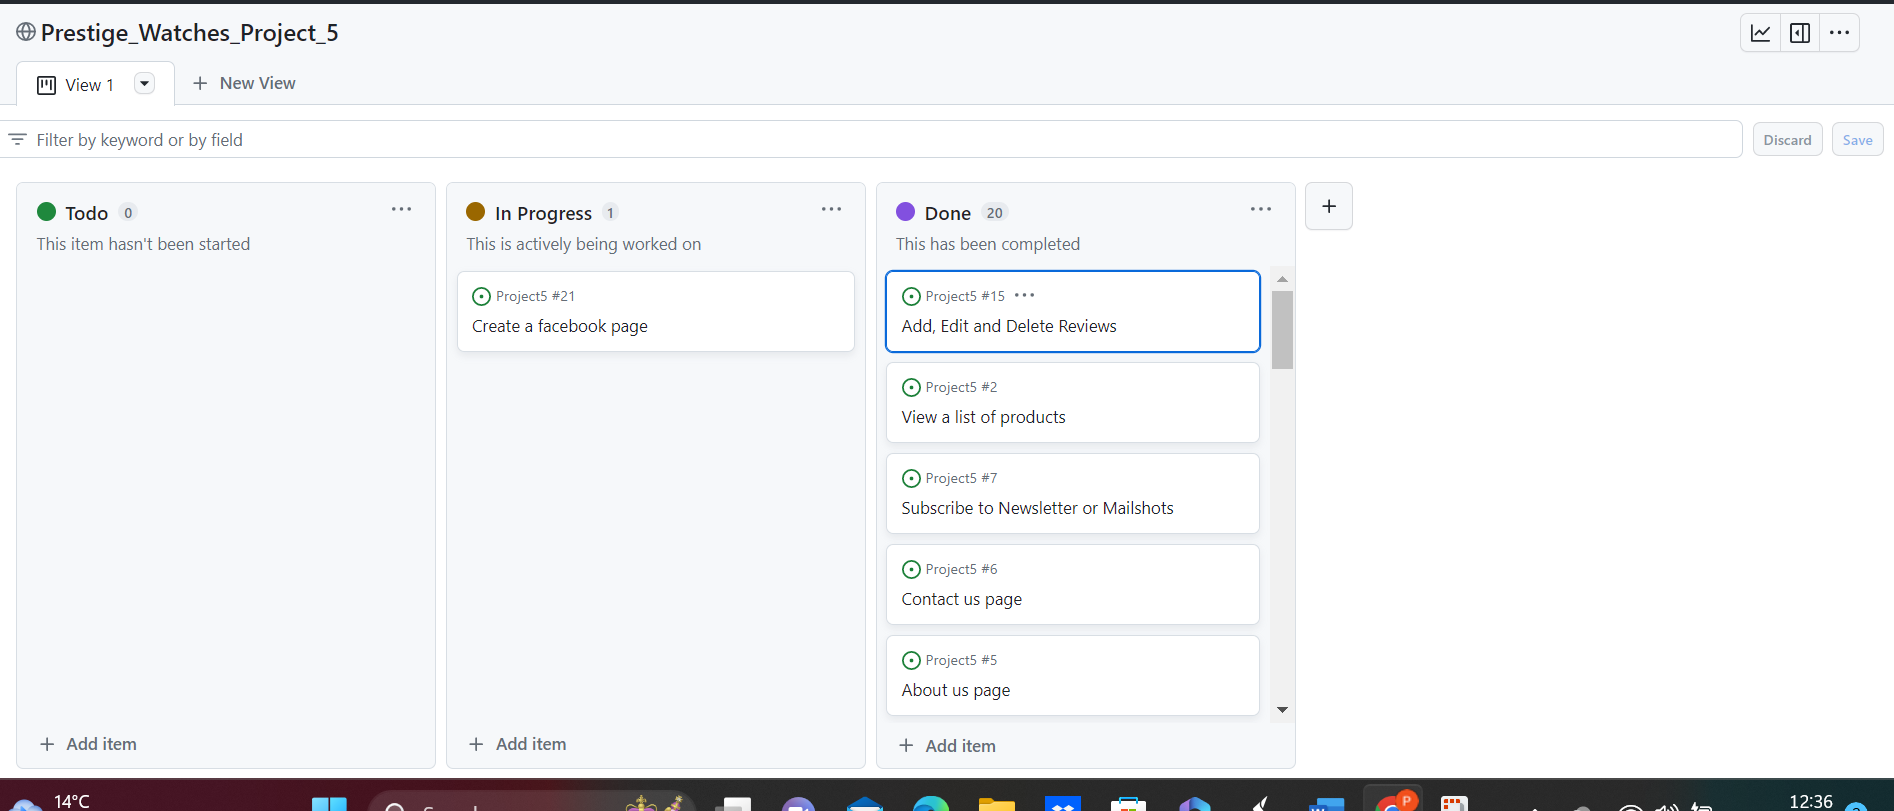 Prestige_Watches_Project_5
View 1
New View
Filter by keyword or by field
Discard
Save
Todo 0
This item hasn't been started
Add item
In Progress 1
This is actively being worked on
Project5 #21
Create a facebook page
Add item
Done 20
This has been completed
Project5 #15
Add, Edit and Delete Reviews
Project5 #2
View a list of products
Project5 #7
Subscribe to Newsletter or Mailshots
Project5 #6
Contact us page
Project5 #5
About us page
Add item
14°C
P
12:36